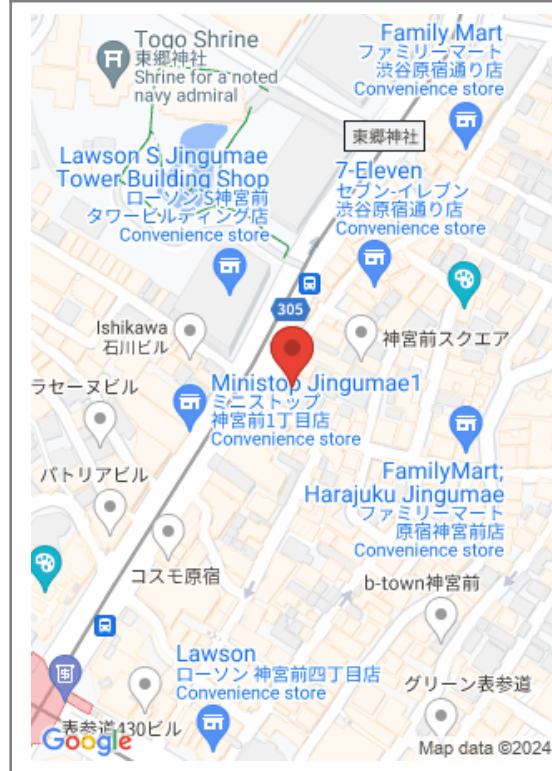 Togo Shrine
東郷神社
Shrine for a noted
navy admiral
Family Mart
ファミリーマート
渋谷原宿通り店
Convenience store
東郷神社
Lawson S Jingumae
Tower Building Shop
ローソンS神宮前
タワービルディング店
Convenience store
7-Eleven
セブン-イレブン
渋谷原宿通り店
Convenience store
305
Ishikawa
石川ビル
神宮前スクエア
ラセーヌビル
Ministop Jingumae1
ミニストップ
神宮前1丁目店
Convenience store
パトリアビル
FamilyMart;
Harajuku Jingumae
ファミリーマート
原宿神宮前店
Convenience store
コスモ原宿
b-town神宮前
Lawson
ローソン 神宮前四丁目店
Convenience store
グリーン表参道
表参道430ビル
Google
Map data ©2024